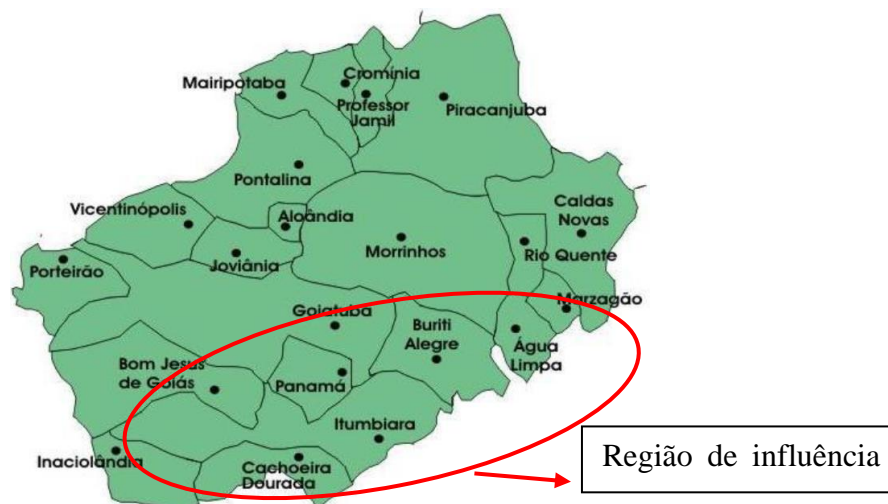 Cromínia
Mairipotaba
Professor
Jamil
Piracanjuba
Pontalina
Caldas
Novas
Vicentinópolis
Aloândia
Morrinhos
Rio Quente
Joviânia
Porteirão
Marzagão
Goiatuba
Buriti
Alegre
Água
Limpa
Bom Jesus
de Goiás
Panamá
Itumbiara
Inaciolândia
Cachoeira
Dourada
Região de influência